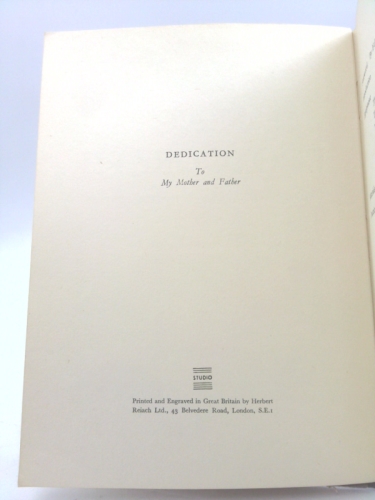 DEDICATION
To
My Mother and Father
STUDIO
Printed and Engraved in Great Britain by Herbert
Reiach Ltd., 43 Belvedere Road, London, S.E.1